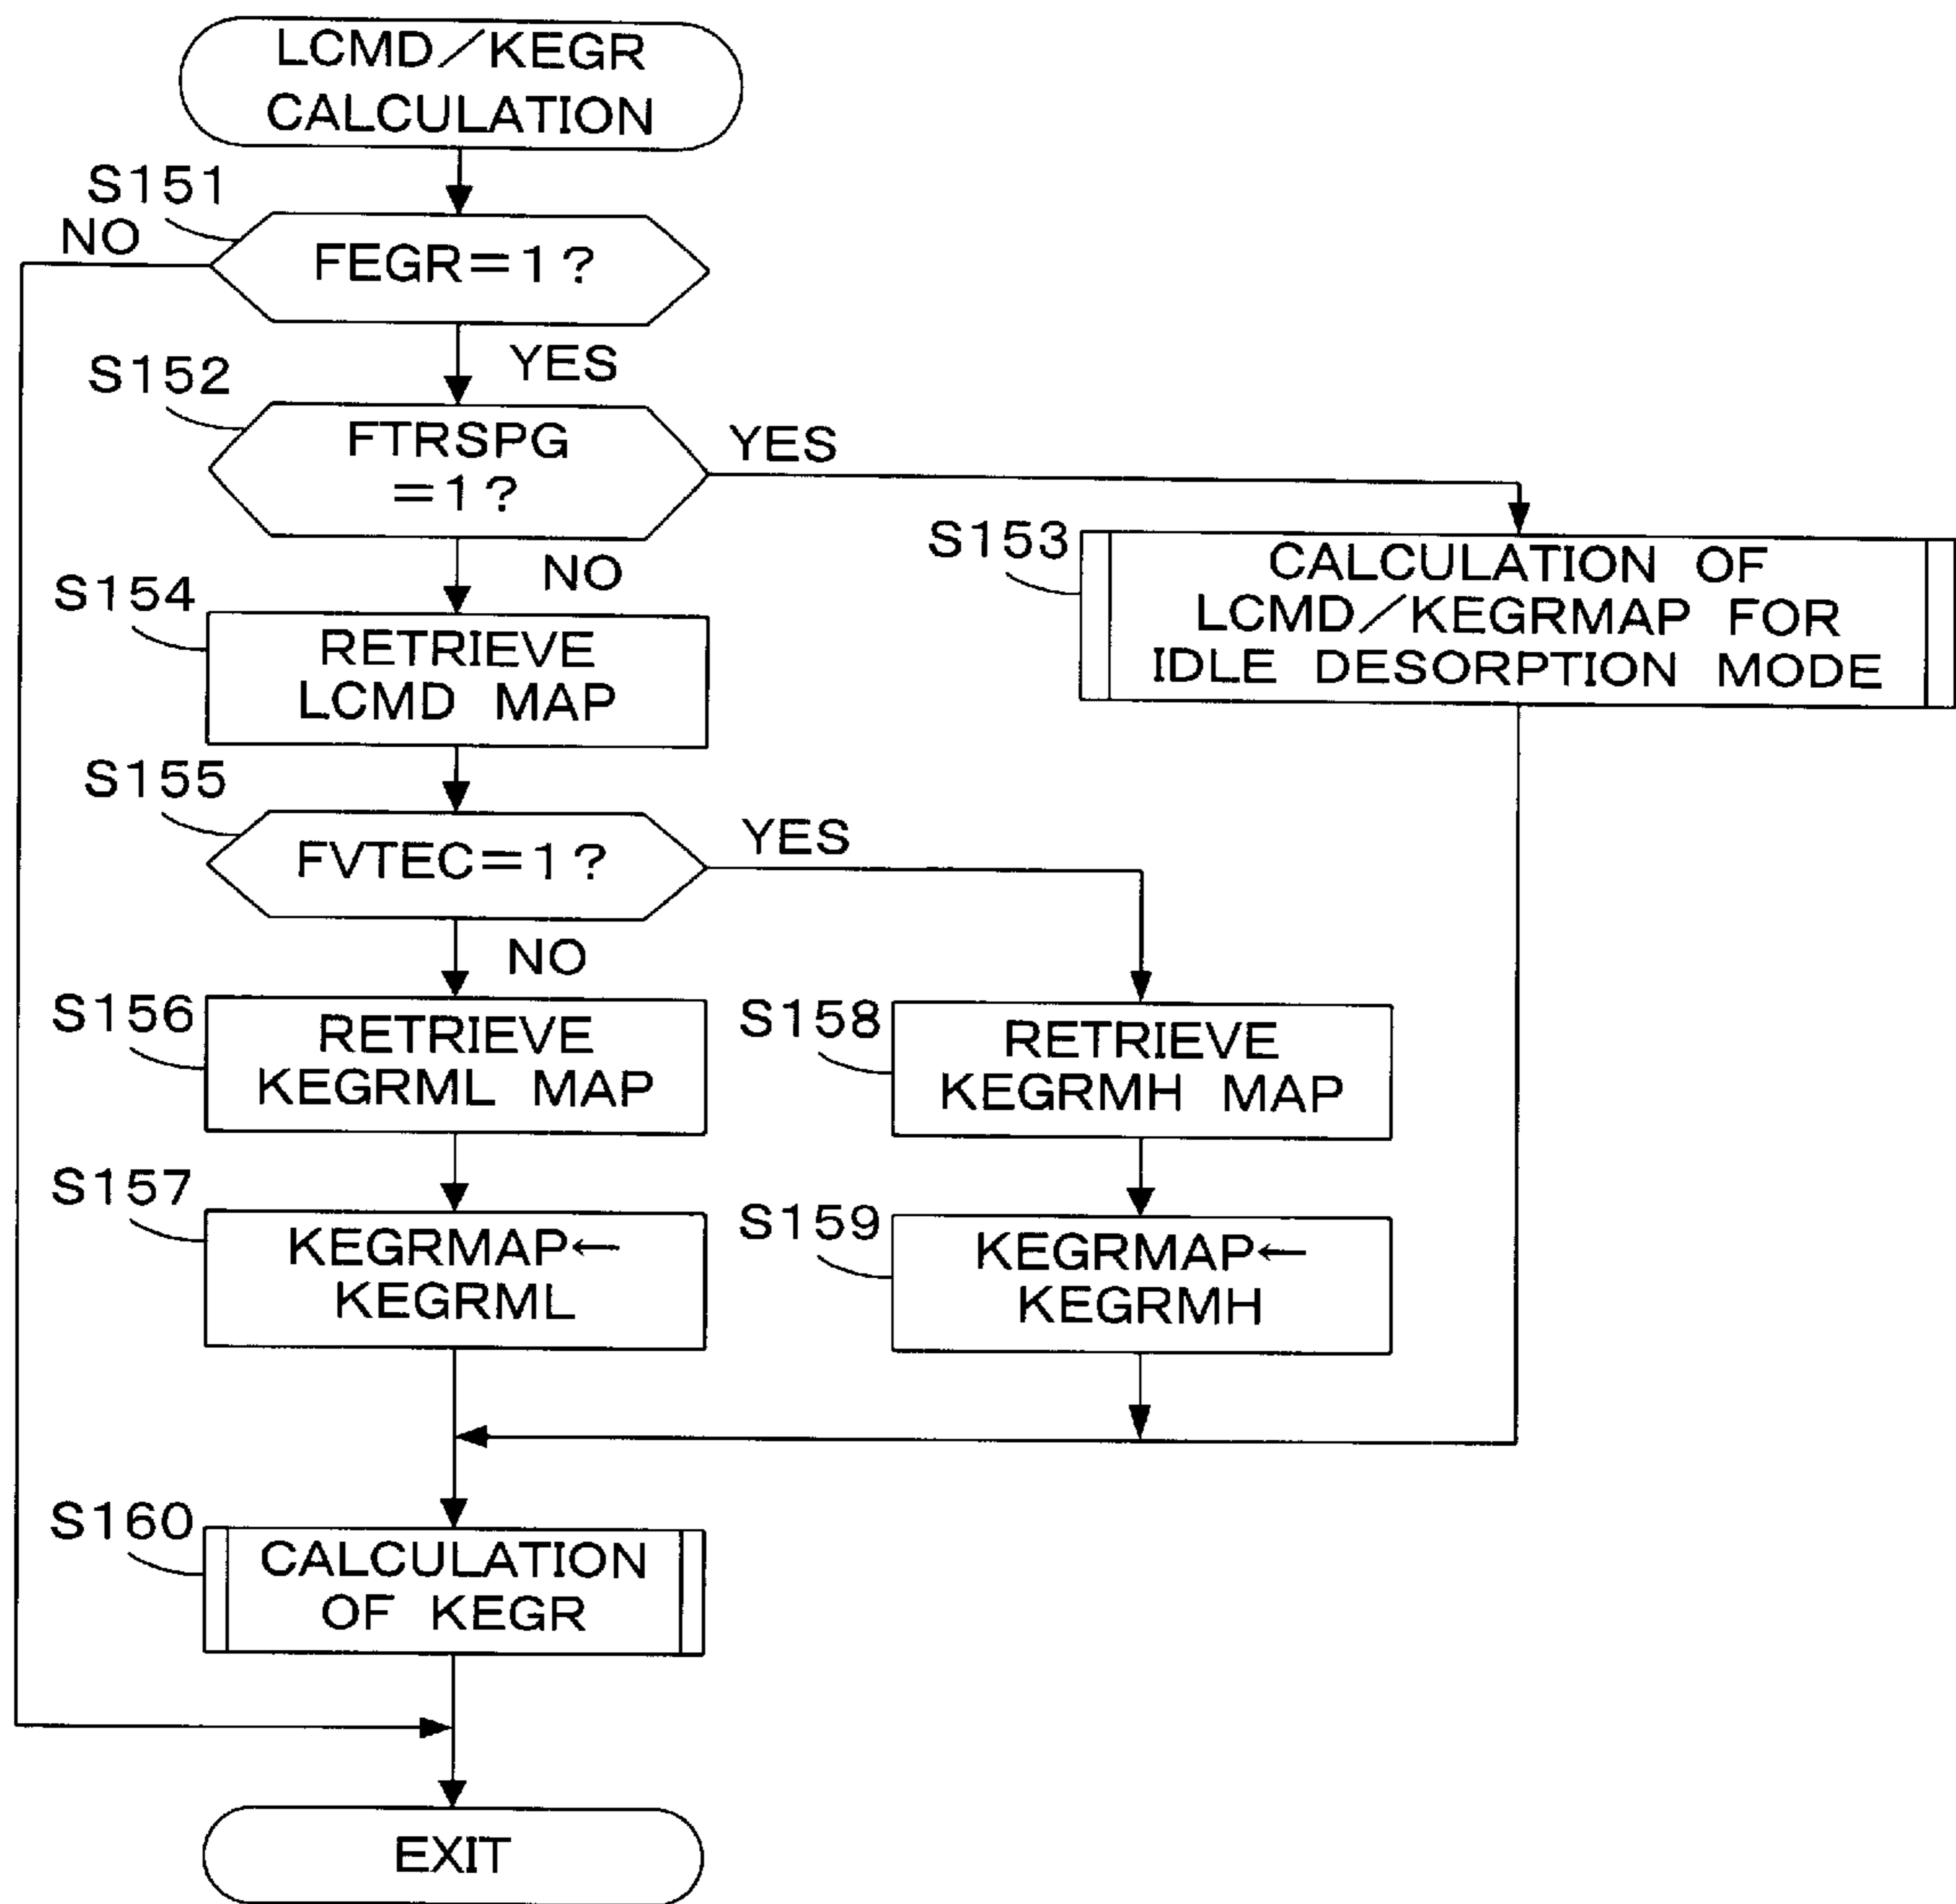 LCMD/KEGR
CALCULATION
S151
NO
FEGR=1?
YES
S152
FTRSPG
=1?
YES
S153
CALCULATION OF
LCMD/KEGRMAP FOR
IDLE DESORPTION MODE
NO
S154
RETRIEVE
LCMD MAP
S155
FVTEC=1?
YES
NO
S156
RETRIEVE
KEGRML MAP
S158
RETRIEVE
KEGRMH MAP
S157
KEGRMAP←
KEGRML
S159
KEGRMAP←
KEGRMH
S160
CALCULATION
OF KEGR
EXIT